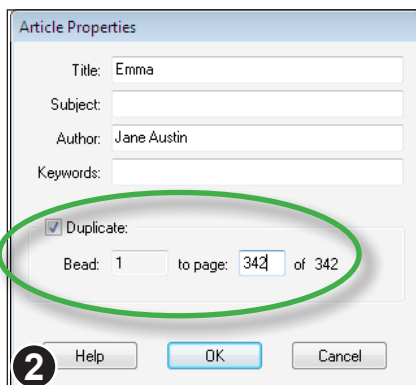 Article Properties
Title: Emma
Subject:
Author: Jane Austin
Keywords:
Duplicate:
Bead: 1 to page: 342 of 342
2 Help OK Cancel